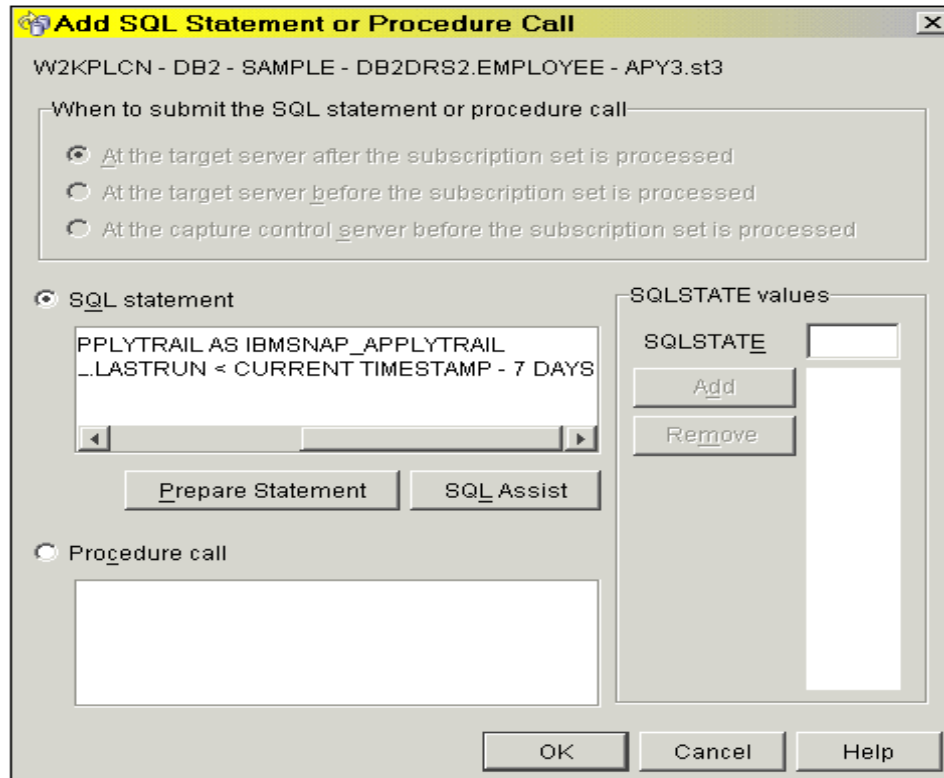 Add SQL Statement or Procedure Call
W2KPLCN - DB2 - SAMPLE - DB2DRS2.EMPLOYEE - APY3.st3
When to submit the SQL statement or procedure call
At the target server after the subscription set is processed
At the target server before the subscription set is processed
At the capture control server before the subscription set is processed
SQL statement
PPLYTRAIL AS IBMSNAP_APPLYTRAIL
_.LASTRUN < CURRENT TIMESTAMP - 7 DAYS
Prepare Statement
SQL Assist
Procedure call
SQLSTATE values
SQLSTATE
Add
Remove
OK
Cancel
Help